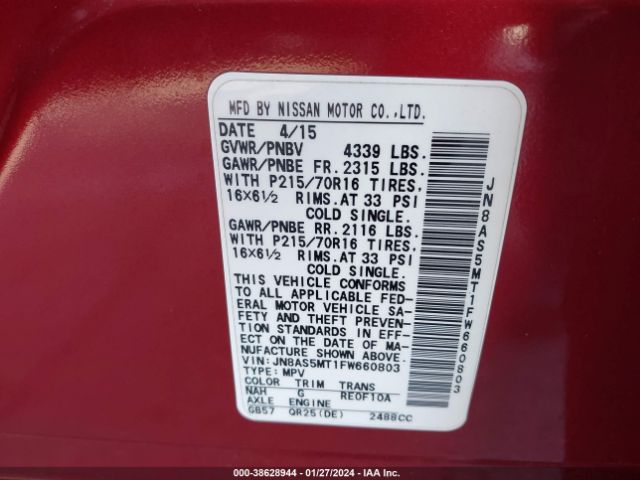 MFD BY NISSAN MOTOR CO.,LTD.
DATE 4/15
GVWR/PNBV 4339 LBS.
GAWR/PNBE FR. 2315 LBS.
WITH P215/70R16 TIRES,
16X6½ RIMS.AT 33 PSI
COLD SINGLE.
GAWR/PNBE RR. 2116 LBS.
WITH P215/70R16 TIRES,
16X6½ RIMS.AT 33 PSI
COLD SINGLE.
THIS VEHICLE CONFORMS
TO ALL APPLICABLE FED-
ERAL MOTOR VEHICLE SA-
FETY AND THEFT PREVEN-
TION STANDARDS IN EFF-
ECT ON THE DATE OF MA-
NUFACTURE SHOWN ABOVE.
VIN:JN8AS5MT1FW660803
TYPE:MPV
COLOR TRIM TRANS
NAH G RE0F10A
AXLE ENGINE
GB57 QR25(DE) 2488CC
JN8AS5MT1FW660803
000-38628944 - 01/27/2024 - IAA Inc.